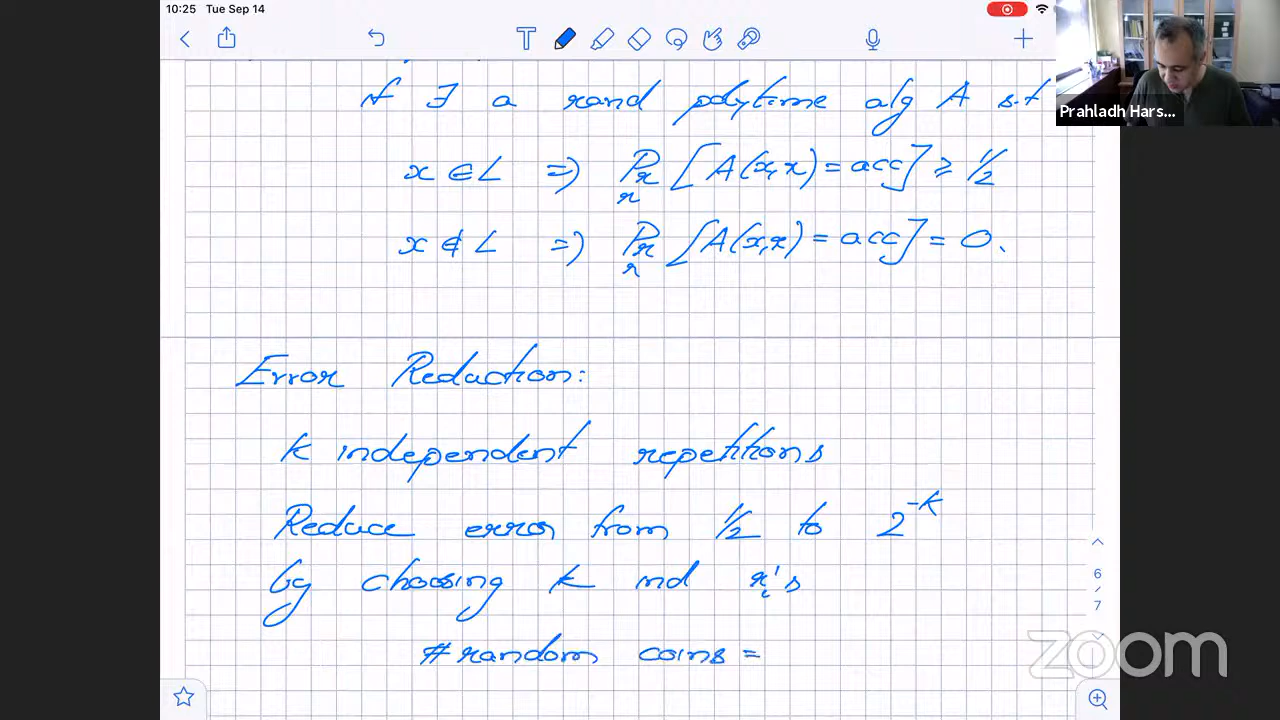 10:25 Tue Sep 14
if ∃ a rand polytime alg A s.t
x ∈ L ⇒ Pr_r [A(x,r) = acc] ≥ 1/2
x ∉ L ⇒ Pr_r [A(x,r) = acc] = 0.
Error Reduction:
k independent repetitions
Reduce error from 1/2 to 2^-k
by choosing k ind r_i's
#random coins =
Prahladh Hars...
6
7
zoom